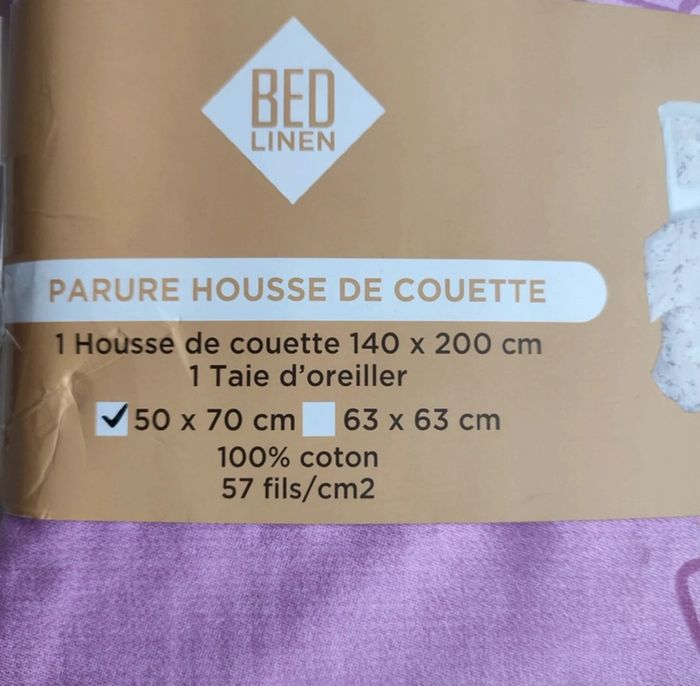 BED
LINEN
PARURE HOUSSE DE COUETTE
1 Housse de couette 140 x 200 cm
1 Taie d'oreiller
50 x 70 cm 63 x 63 cm
100% coton
57 fils/cm2